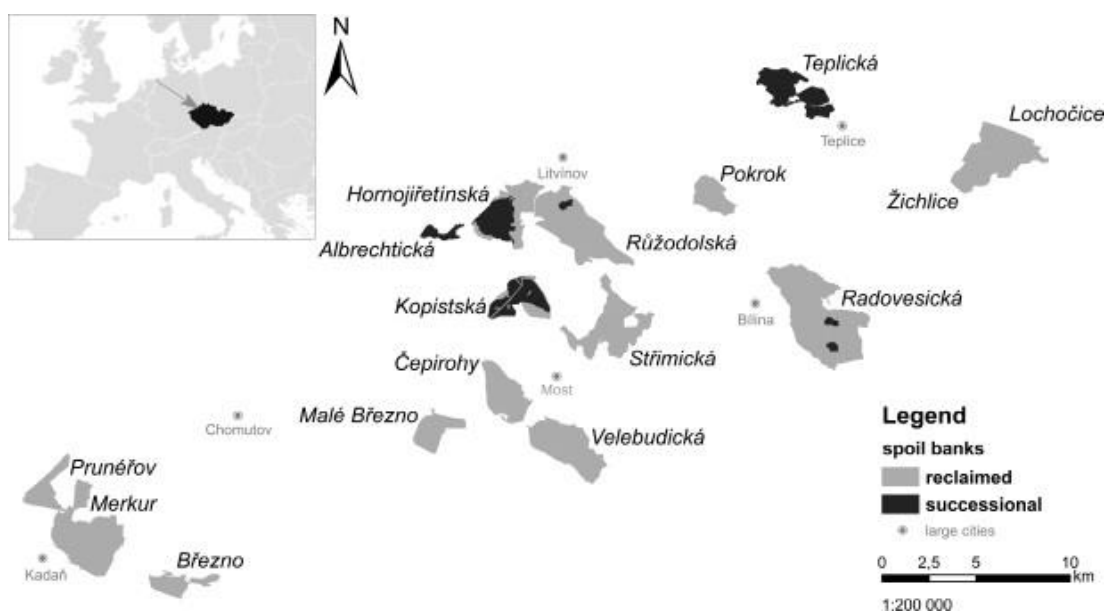 N
Teplická
Teplice
Lochočice
Žichlice
Litvínov
Pokrok
Hornojiřetínská
Albrechtická
Růžodolská
Kopistská
Radovesická
Bílina
Střimická
Čepirohy
Most
Malé Březno
Chomutov
Velebudická
Prunéřov
Merkur
Kadaň
Březno
Legend
spoil banks
reclaimed
successional
large cities
0 2,5 5 10
km
1:200 000